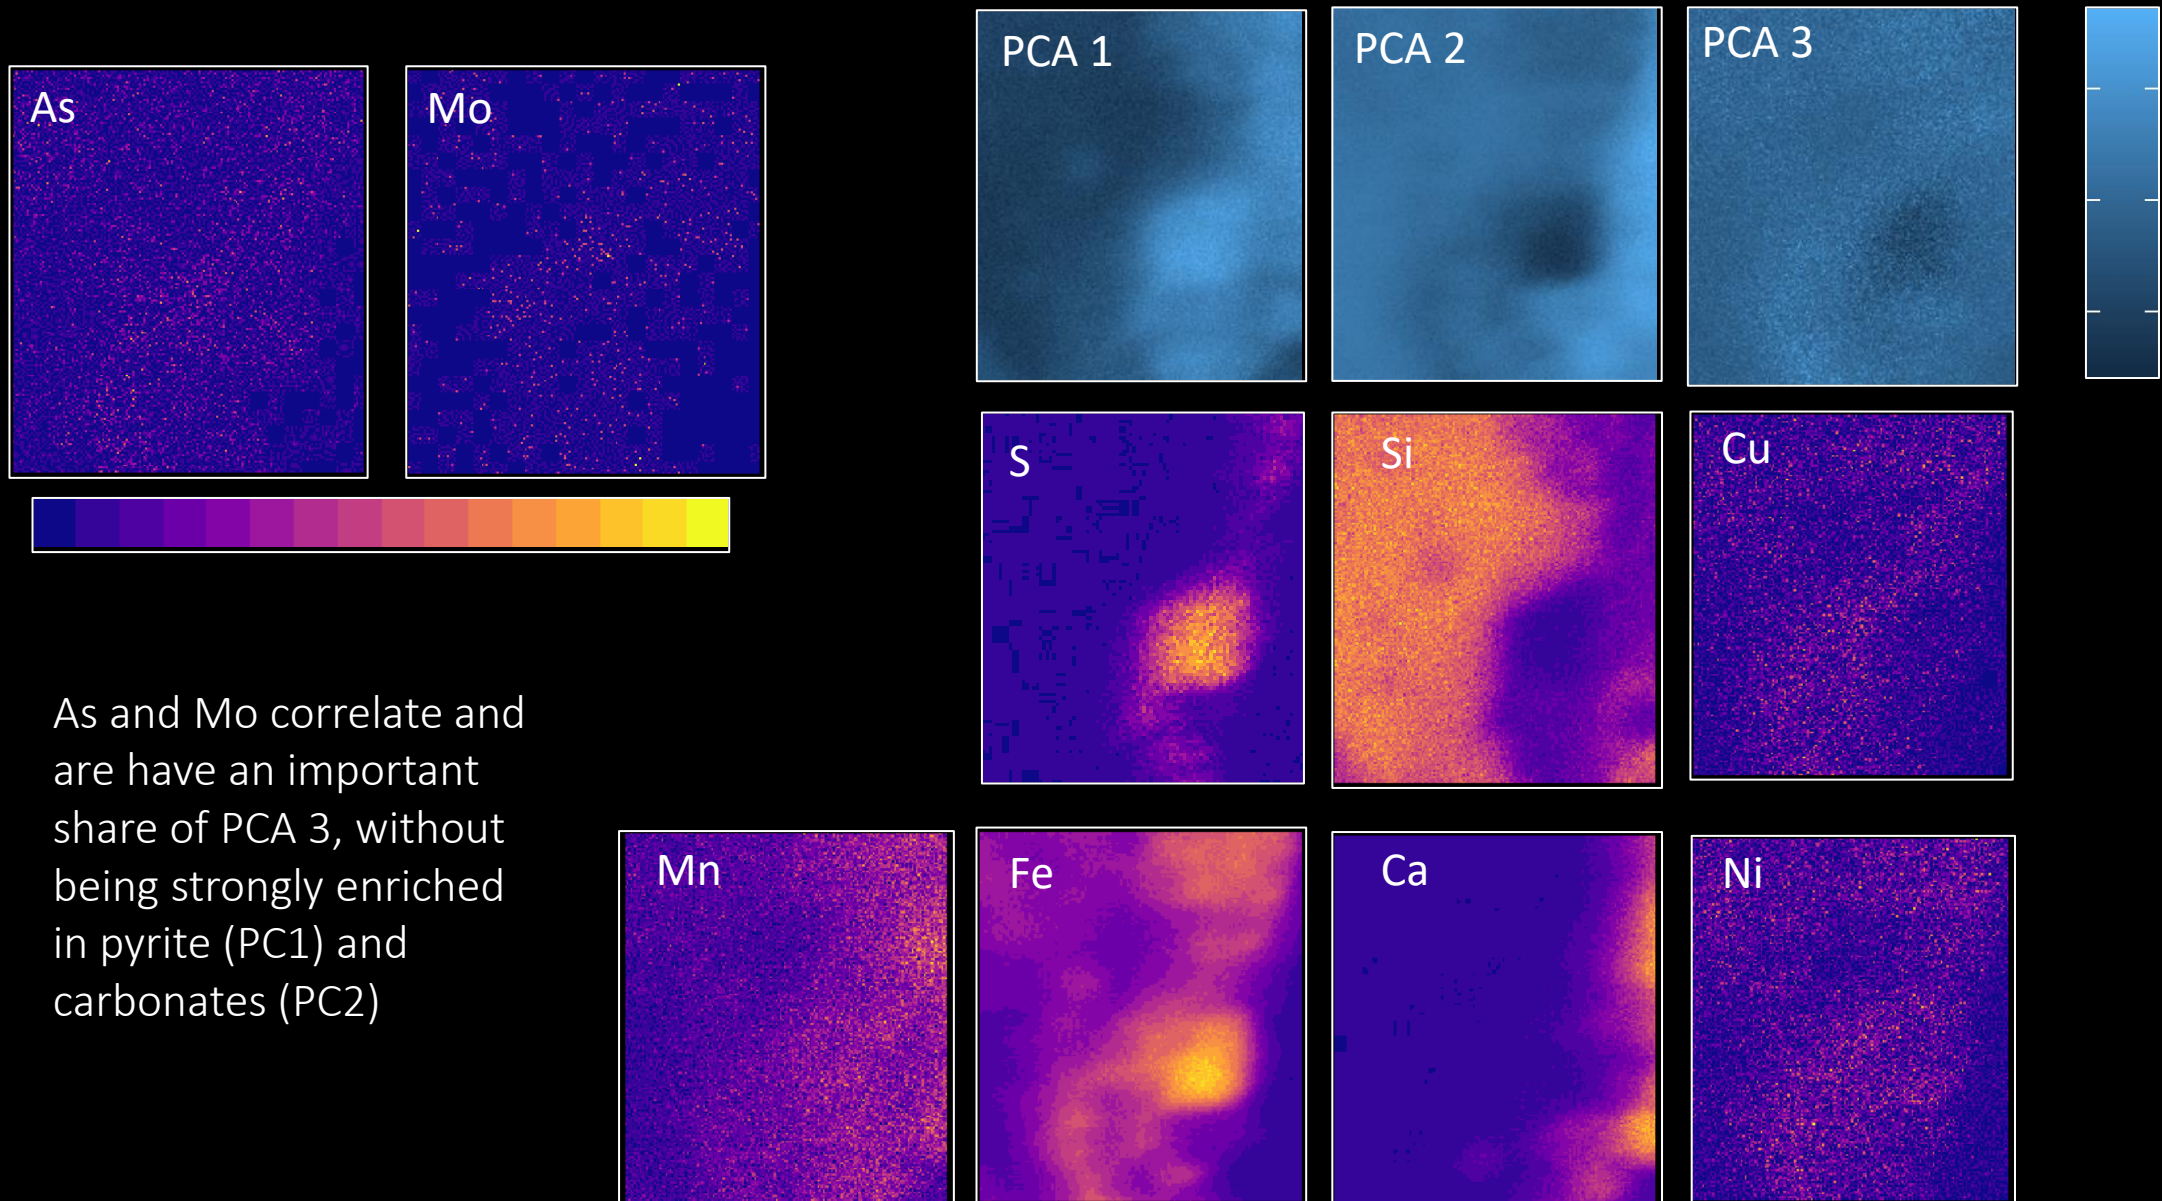 PCA 1
PCA 2
PCA 3
As
Mo
S
Si
Cu
As and Mo correlate and
are have an important
share of PCA 3, without
being strongly enriched
in pyrite (PC1) and
carbonates (PC2)
Mn
Fe
Ca
Ni